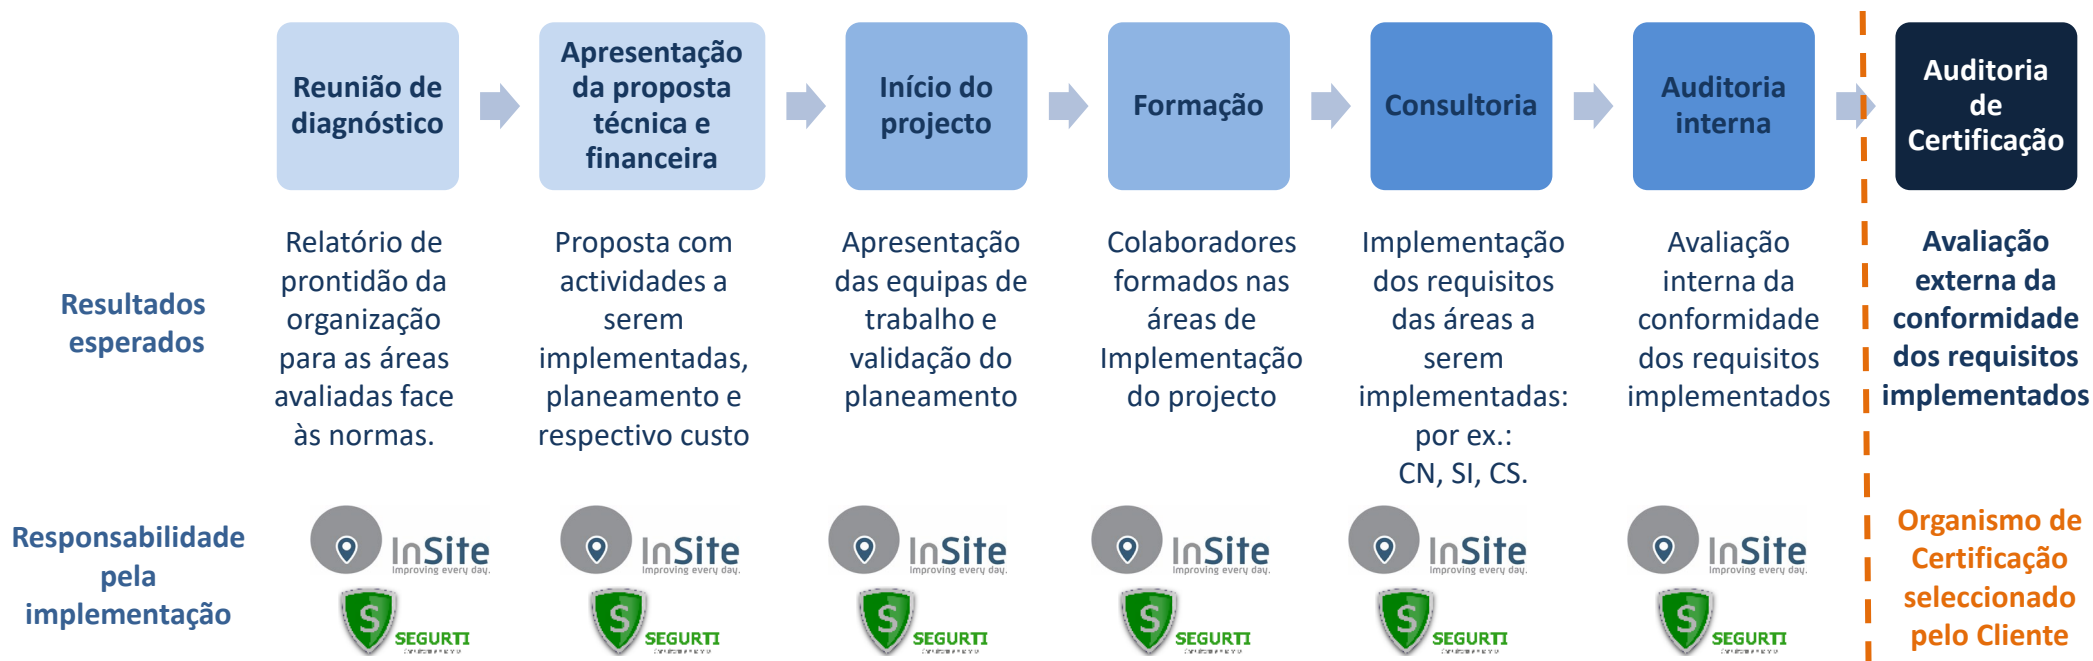 Reunião de
diagnóstico
Apresentação
da proposta
técnica e
financeira
Início do
projecto
Formação
Consultoria
Auditoria
interna
Auditoria
de
Certificação
Resultados
esperados
Relatório de
prontidão da
organização
para as áreas
avaliadas face
às normas.
Proposta com
actividades a
serem
implementadas,
planeamento e
respectivo custo
Apresentação
das equipas de
trabalho e
validação do
planeamento
Colaboradores
formados nas
áreas de
Implementação
do projecto
Implementação
dos requisitos
das áreas a
serem
implementadas:
por ex.:
CN, SI, CS.
Avaliação
interna da
conformidade
dos requisitos
implementados
Avaliação
externa da
conformidade
dos requisitos
implementados
Responsabilidade
pela
implementação
InSite
Improving every day.
S
SEGURTI
InSite
Improving every day.
S
SEGURTI
InSite
Improving every day.
S
SEGURTI
InSite
Improving every day.
S
SEGURTI
InSite
Improving every day.
S
SEGURTI
InSite
Improving every day.
S
SEGURTI
Organismo de
Certificação
seleccionado
pelo Cliente